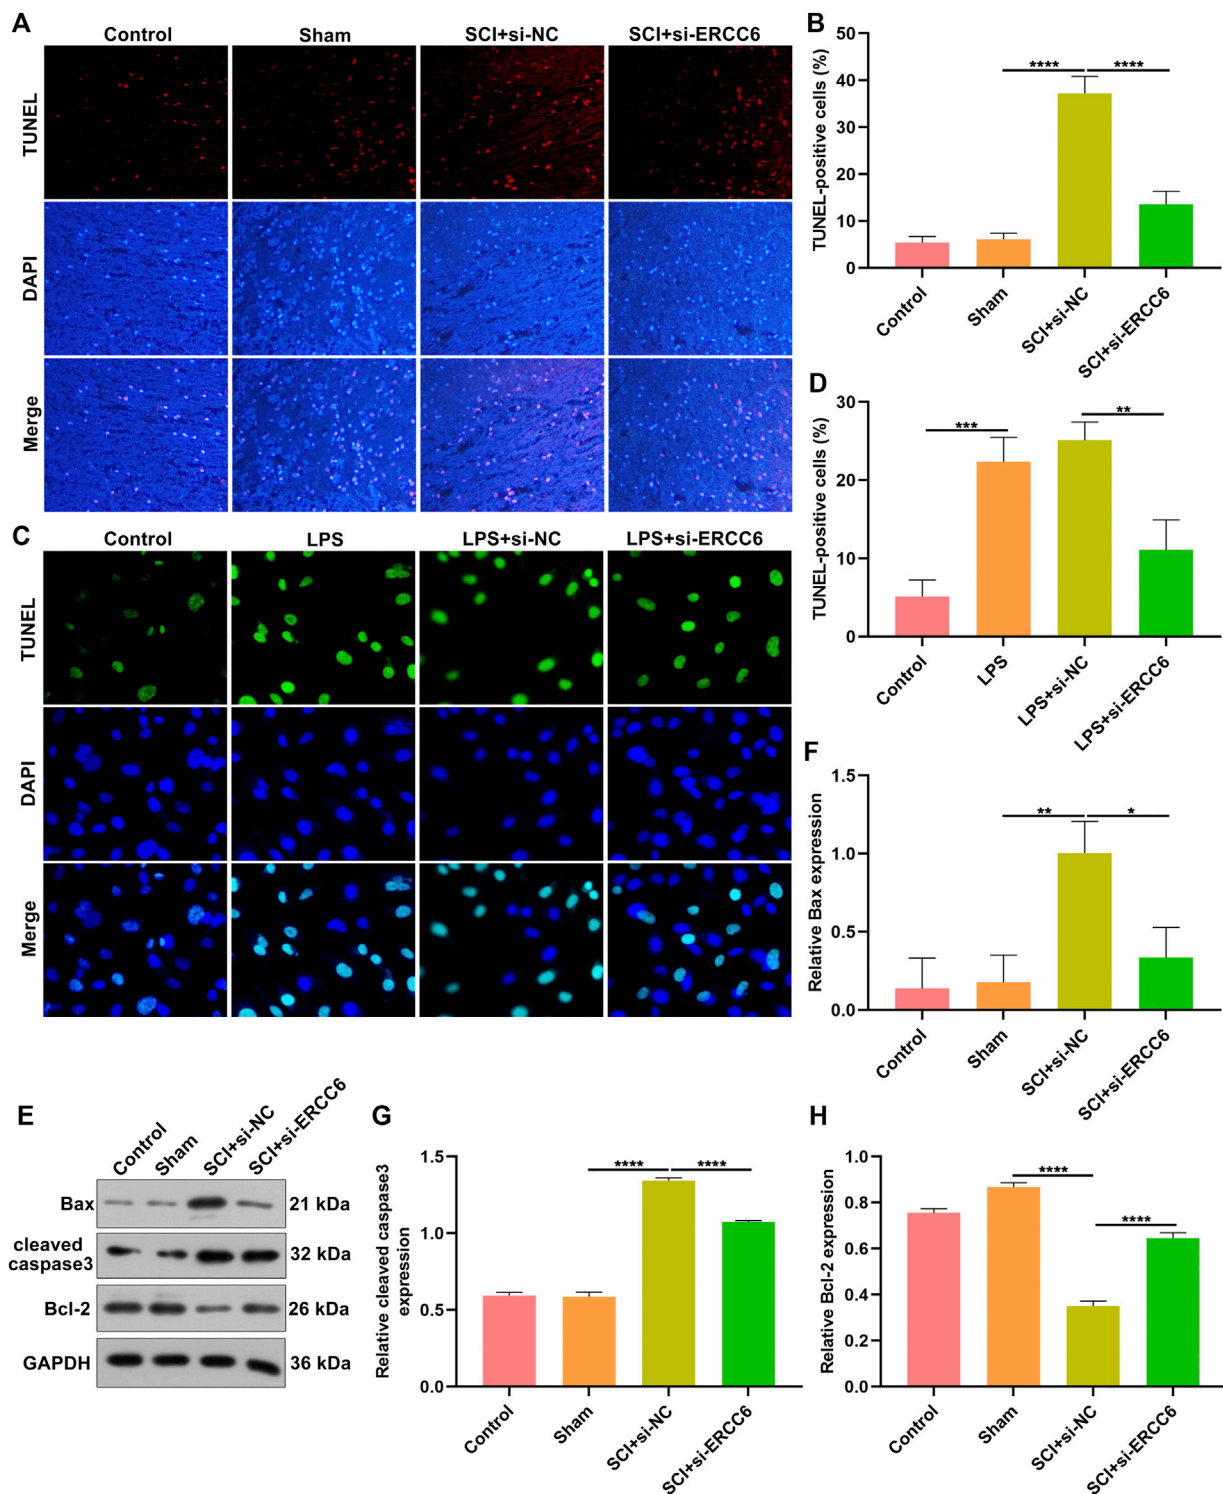 A
Control
Sham
SCI+si-NC
SCI+si-ERCC6
TUNEL
DAPI
Merge
B
TUNEL-positive cells (%)
50
40
30
20
10
0
****
****
Control
Sham
SCI+si-NC
SCI+si-ERCC6
C
Control
LPS
LPS+si-NC
LPS+si-ERCC6
TUNEL
DAPI
Merge
D
TUNEL-positive cells (%)
30
20
10
0
***
**
Control
LPS
LPS+si-NC
LPS+si-ERCC6
F
Relative Bax expression
1.5
1.0
0.5
0.0
**
*
Control
Sham
SCI+si-NC
SCI+si-ERCC6
E
Control
Sham
SCI+si-NC
SCI+si-ERCC6
Bax
21 kDa
cleaved
caspase3
32 kDa
Bcl-2
26 kDa
GAPDH
36 kDa
G
Relative cleaved caspase3
expression
1.5
1.0
0.5
0.0
****
****
Control
Sham
SCI+si-NC
SCI+si-ERCC6
H
Relative Bcl-2 expression
1.0
0.8
0.6
0.4
0.2
0.0
****
****
Control
Sham
SCI+si-NC
SCI+si-ERCC6